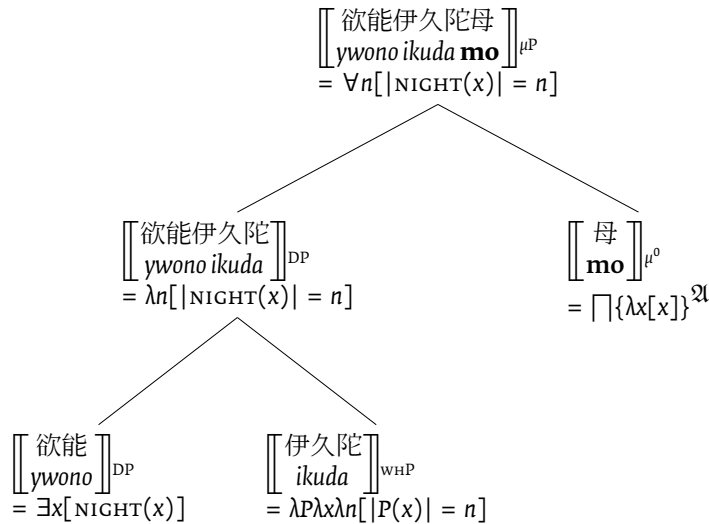 ⟦欲能伊久陀母
ywono ikuda mo⟧μP
= ∀n[|NIGHT(x)| = n]
⟦欲能伊久陀
ywono ikuda⟧DP
= λn[|NIGHT(x)| = n]
⟦母
mo⟧μ⁰
= ∏{λx[x]}𝔄
⟦欲能
ywono⟧DP
= ∃x[NIGHT(x)]
⟦伊久陀
ikuda⟧WHP
= λPλxλn[|P(x)| = n]